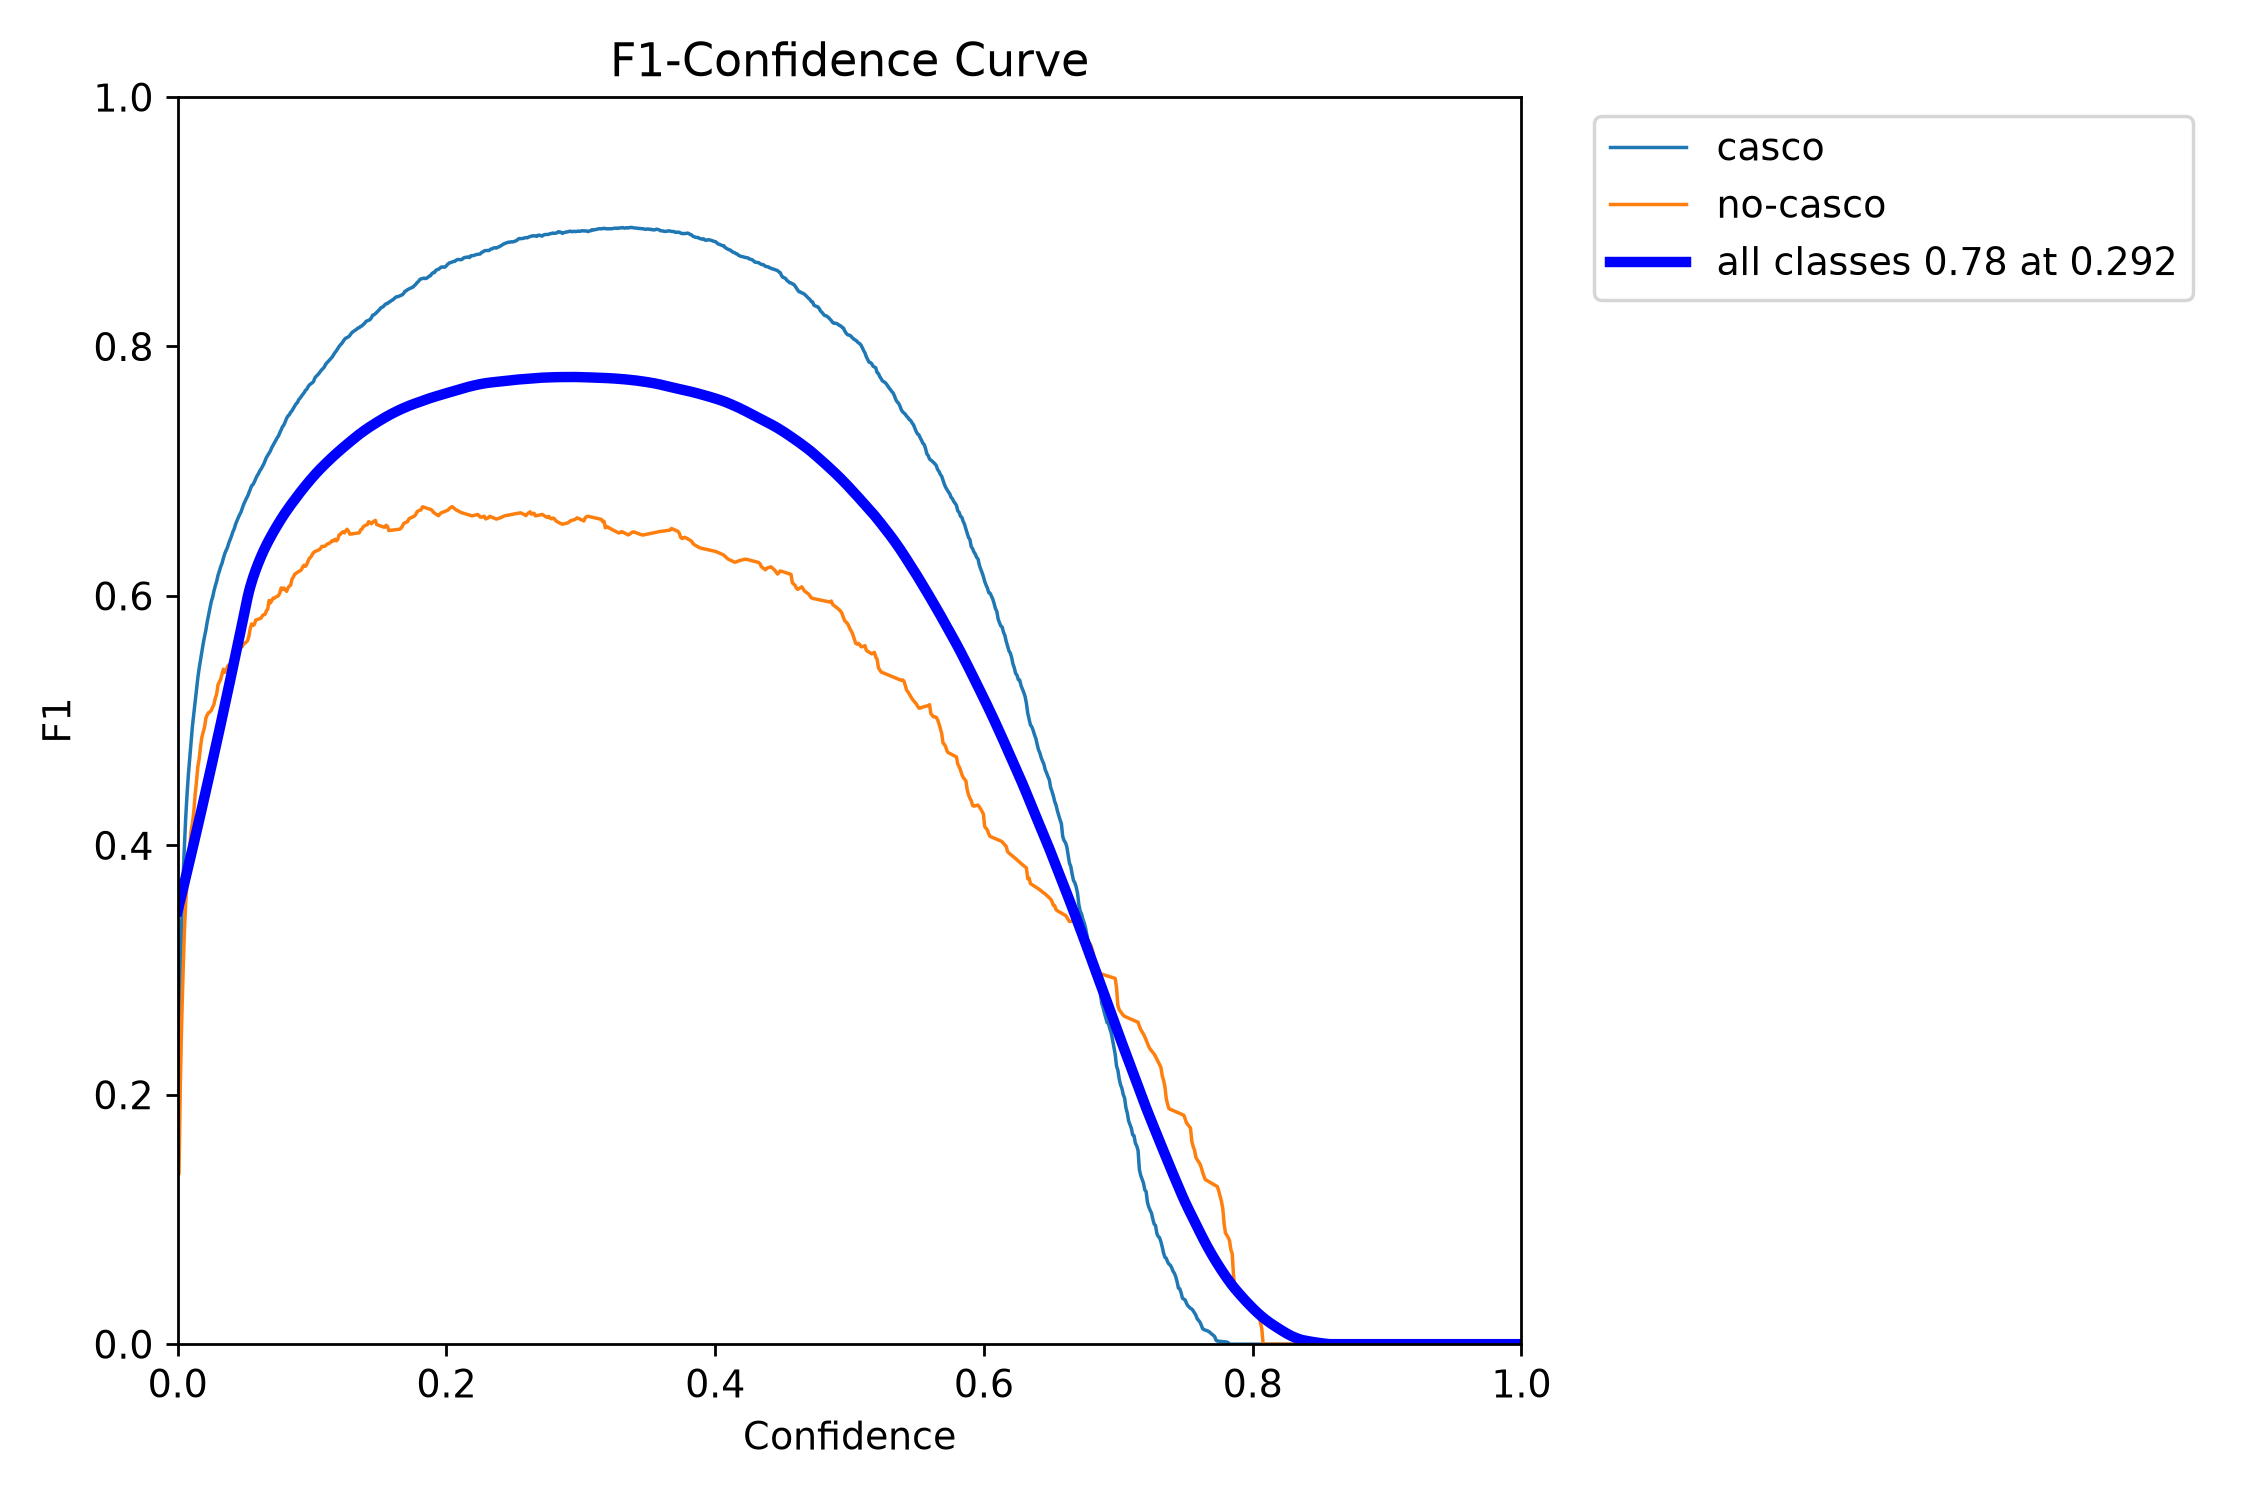 F1-Confidence Curve
1.0
0.8
0.6
0.4
0.2
0.0
F1
0.0 0.2 0.4 0.6 0.8 1.0
Confidence
casco
no-casco
all classes 0.78 at 0.292